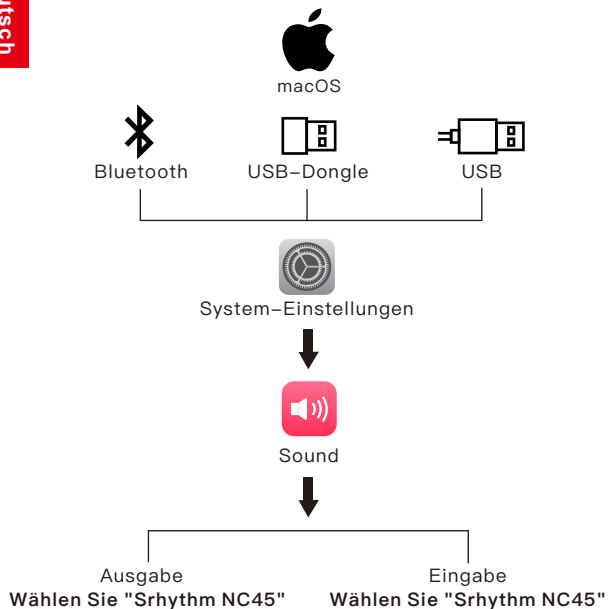 utsch
macOS
Bluetooth USB-Dongle USB
System-Einstellungen
Sound
Ausgabe Eingabe
Wählen Sie "Srhythm NC45" Wählen Sie "Srhythm NC45"